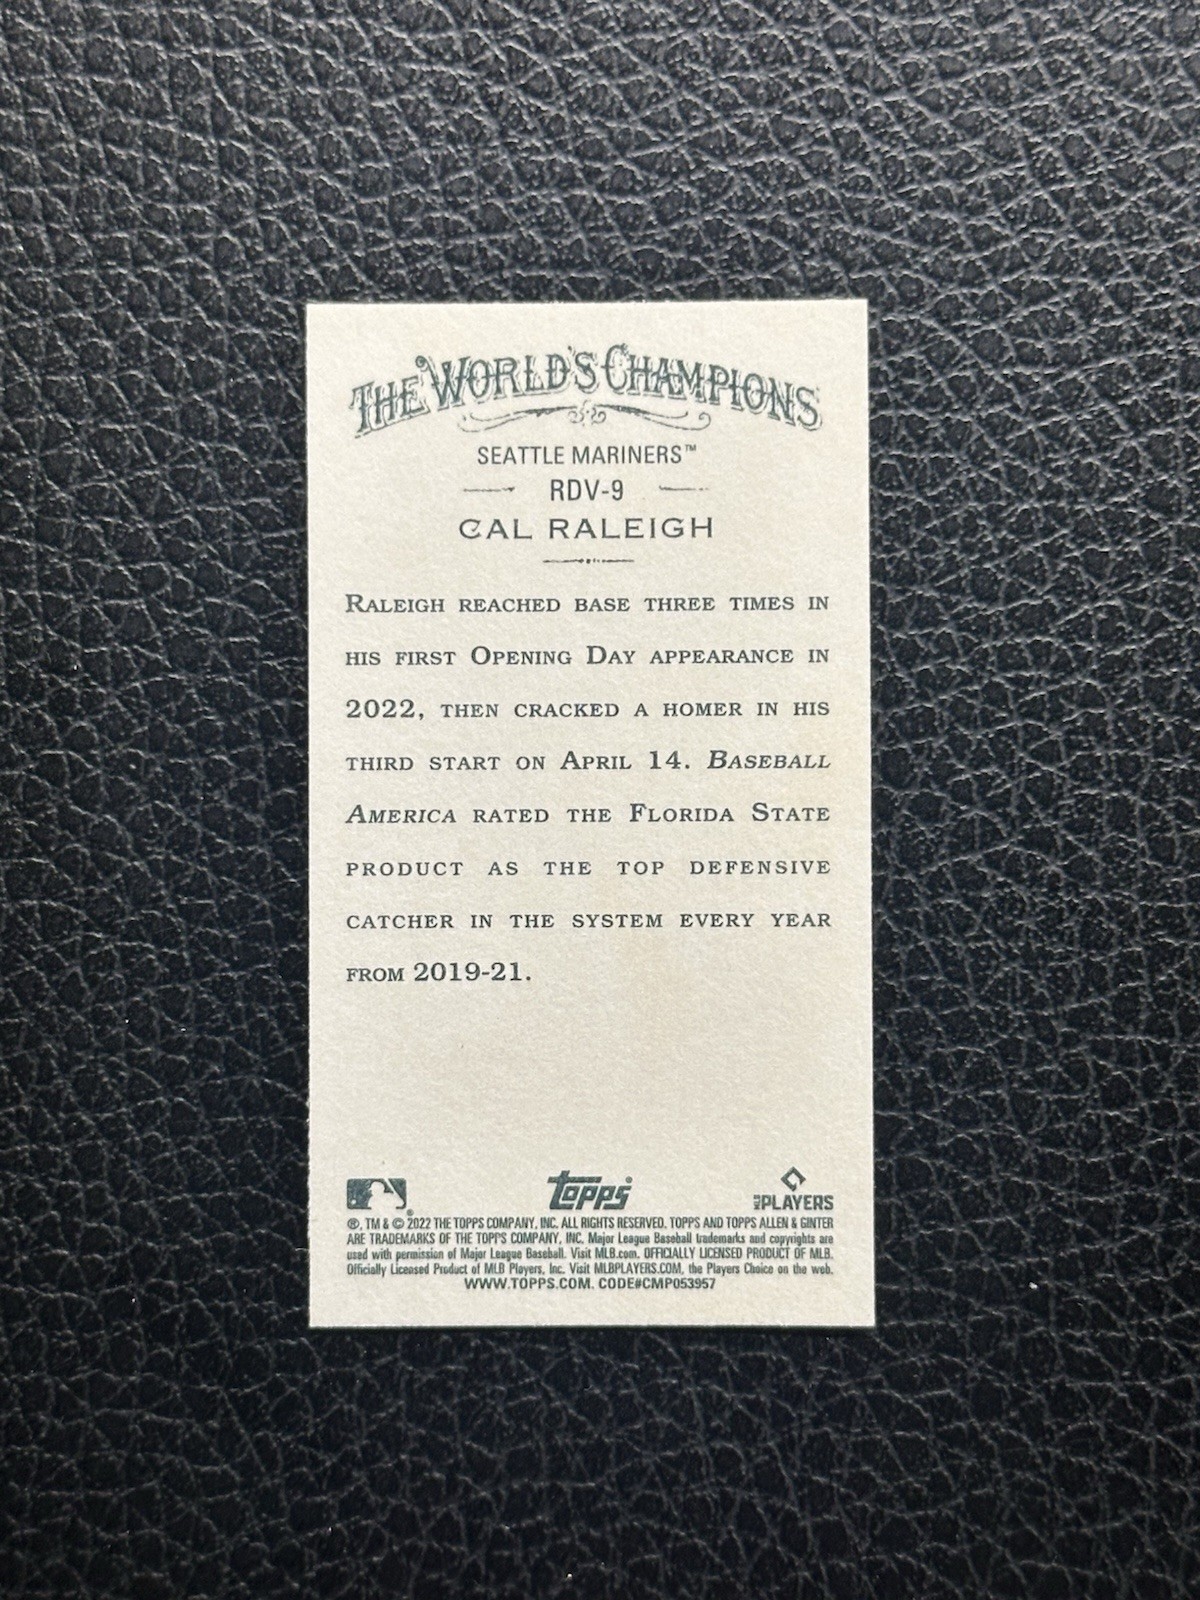 THE WORLD'S CHAMPIONS
SEATTLE MARINERS™
RDV-9
CAL RALEIGH
RALEIGH REACHED BASE THREE TIMES IN
HIS FIRST OPENING DAY APPEARANCE IN
2022, THEN CRACKED A HOMER IN HIS
THIRD START ON APRIL 14. BASEBALL
AMERICA RATED THE FLORIDA STATE
PRODUCT AS THE TOP DEFENSIVE
CATCHER IN THE SYSTEM EVERY YEAR
FROM 2019-21.
topps
PLAYERS
®, TM & © 2022 THE TOPPS COMPANY, INC. ALL RIGHTS RESERVED. TOPPS AND TOPPS ALLEN & GINTER
ARE TRADEMARKS OF THE TOPPS COMPANY, INC. Major League Baseball trademarks and copyrights are
used with permission of Major League Baseball. Visit MLB.com. OFFICIALLY LICENSED PRODUCT OF MLB.
Officially Licensed Product of MLB Players, Inc. Visit MLBPLAYERS.COM, the Players Choice on the web.
WWW.TOPPS.COM. CODE#CMP053957